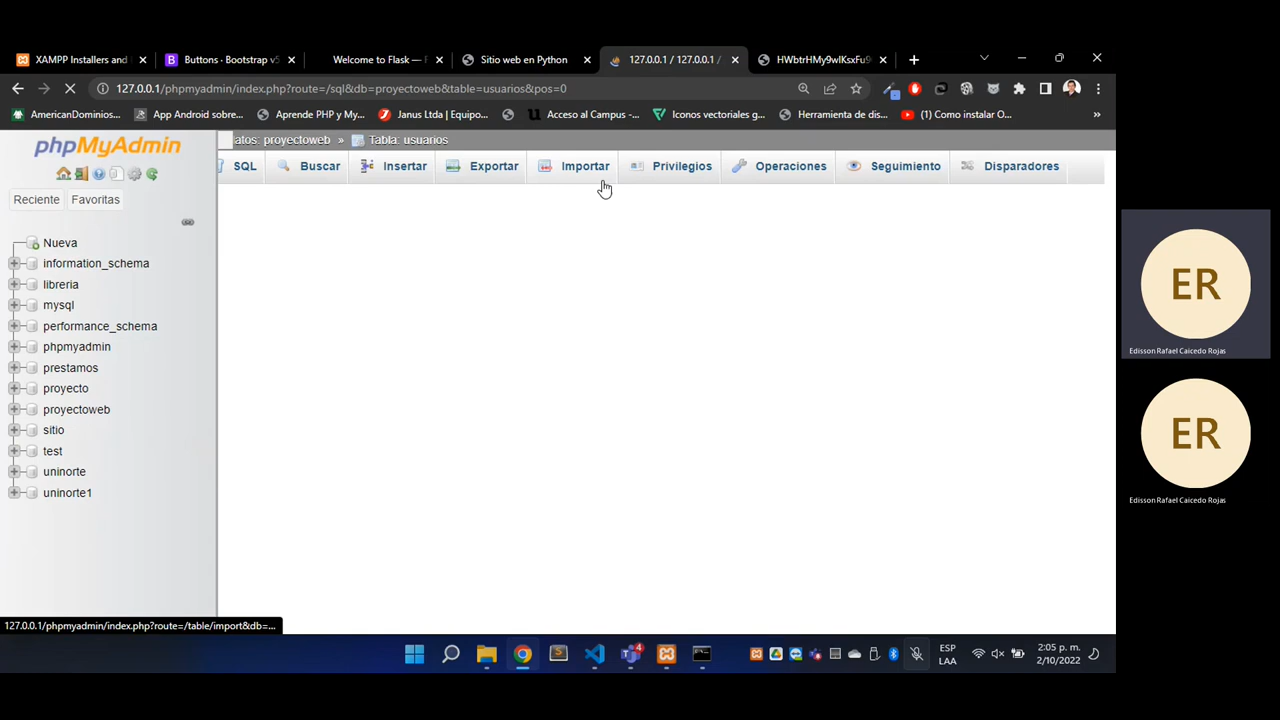 XAMPP Installers and
Buttons · Bootstrap v5
Welcome to Flask — F
Sitio web en Python
127.0.0.1 / 127.0.0.1 /
HWbtrHMy9wlKsxFu9
127.0.0.1/phpmyadmin/index.php?route=/sql&db=proyectoweb&table=usuarios&pos=0
AmericanDominios...
App Android sobre...
Aprende PHP y My...
Janus Ltda | Equipo...
Acceso al Campus -...
Iconos vectoriales g...
Herramienta de dis...
(1) Como instalar O...
»
phpMyAdmin
atos: proyectoweb » Tabla: usuarios
SQL
Buscar
Insertar
Exportar
Importar
Privilegios
Operaciones
Seguimiento
Disparadores
Reciente
Favoritas
Nueva
information_schema
libreria
mysql
performance_schema
phpmyadmin
prestamos
proyecto
proyectoweb
sitio
test
uninorte
uninorte1
127.0.0.1/phpmyadmin/index.php?route=/table/import&db=...
4
ESP
LAA
2:05 p. m.
2/10/2022
ER
Edisson Rafael Caicedo Rojas
ER
Edisson Rafael Caicedo Rojas